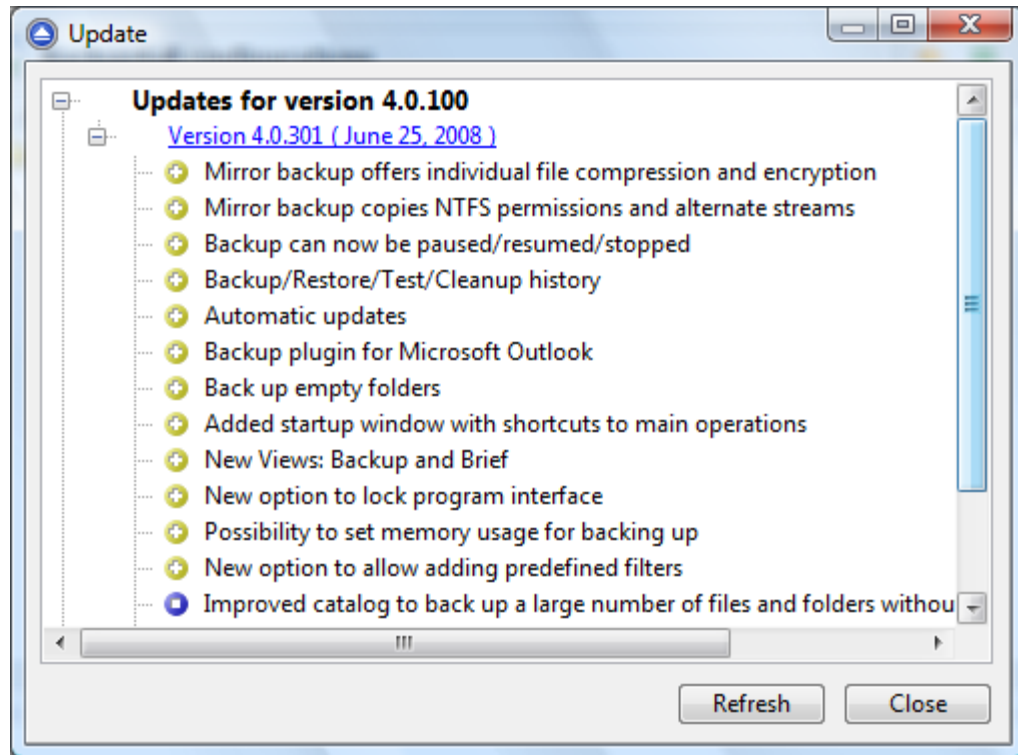 Update
Updates for version 4.0.100
Version 4.0.301 ( June 25, 2008 )
Mirror backup offers individual file compression and encryption
Mirror backup copies NTFS permissions and alternate streams
Backup can now be paused/resumed/stopped
Backup/Restore/Test/Cleanup history
Automatic updates
Backup plugin for Microsoft Outlook
Back up empty folders
Added startup window with shortcuts to main operations
New Views: Backup and Brief
New option to lock program interface
Possibility to set memory usage for backing up
New option to allow adding predefined filters
Improved catalog to back up a large number of files and folders withou
Refresh
Close